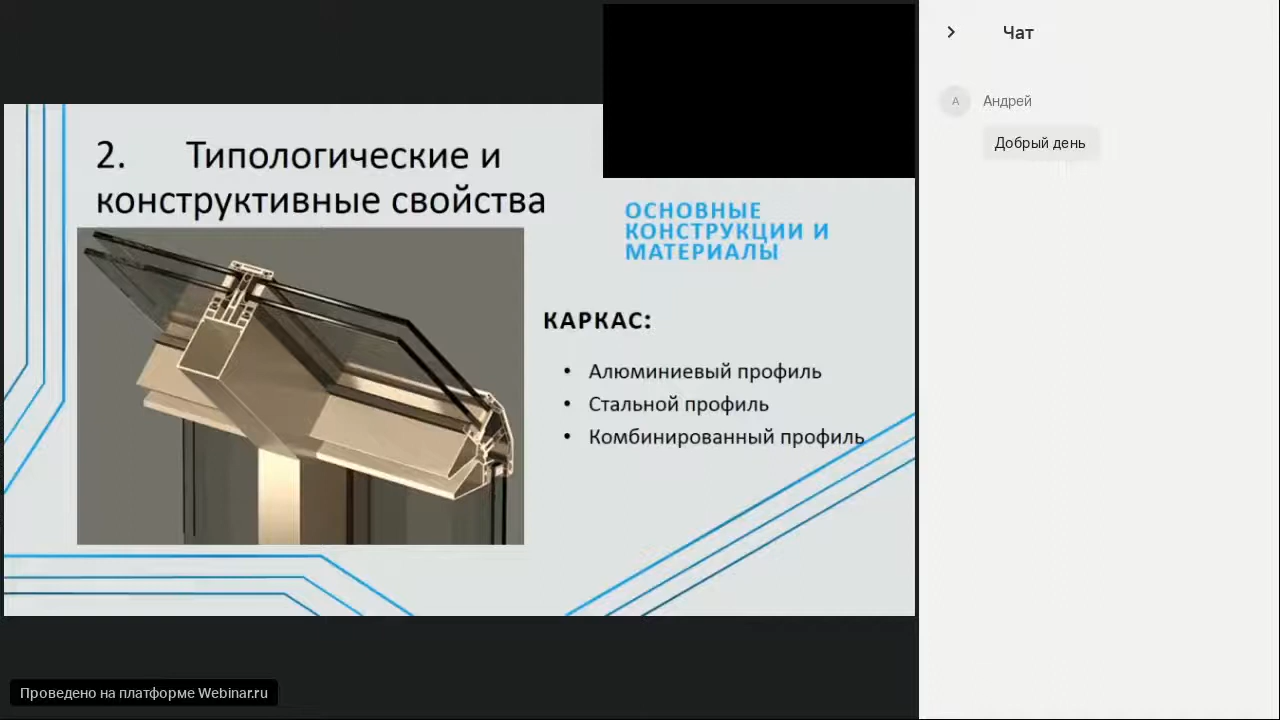 2. Типологические и
конструктивные свойства
ОСНОВНЫЕ
КОНСТРУКЦИИ И
МАТЕРИАЛЫ
КАРКАС:
• Алюминиевый профиль
• Стальной профиль
• Комбинированный профиль
Проведено на платформе Webinar.ru
Чат
А
Андрей
Добрый день